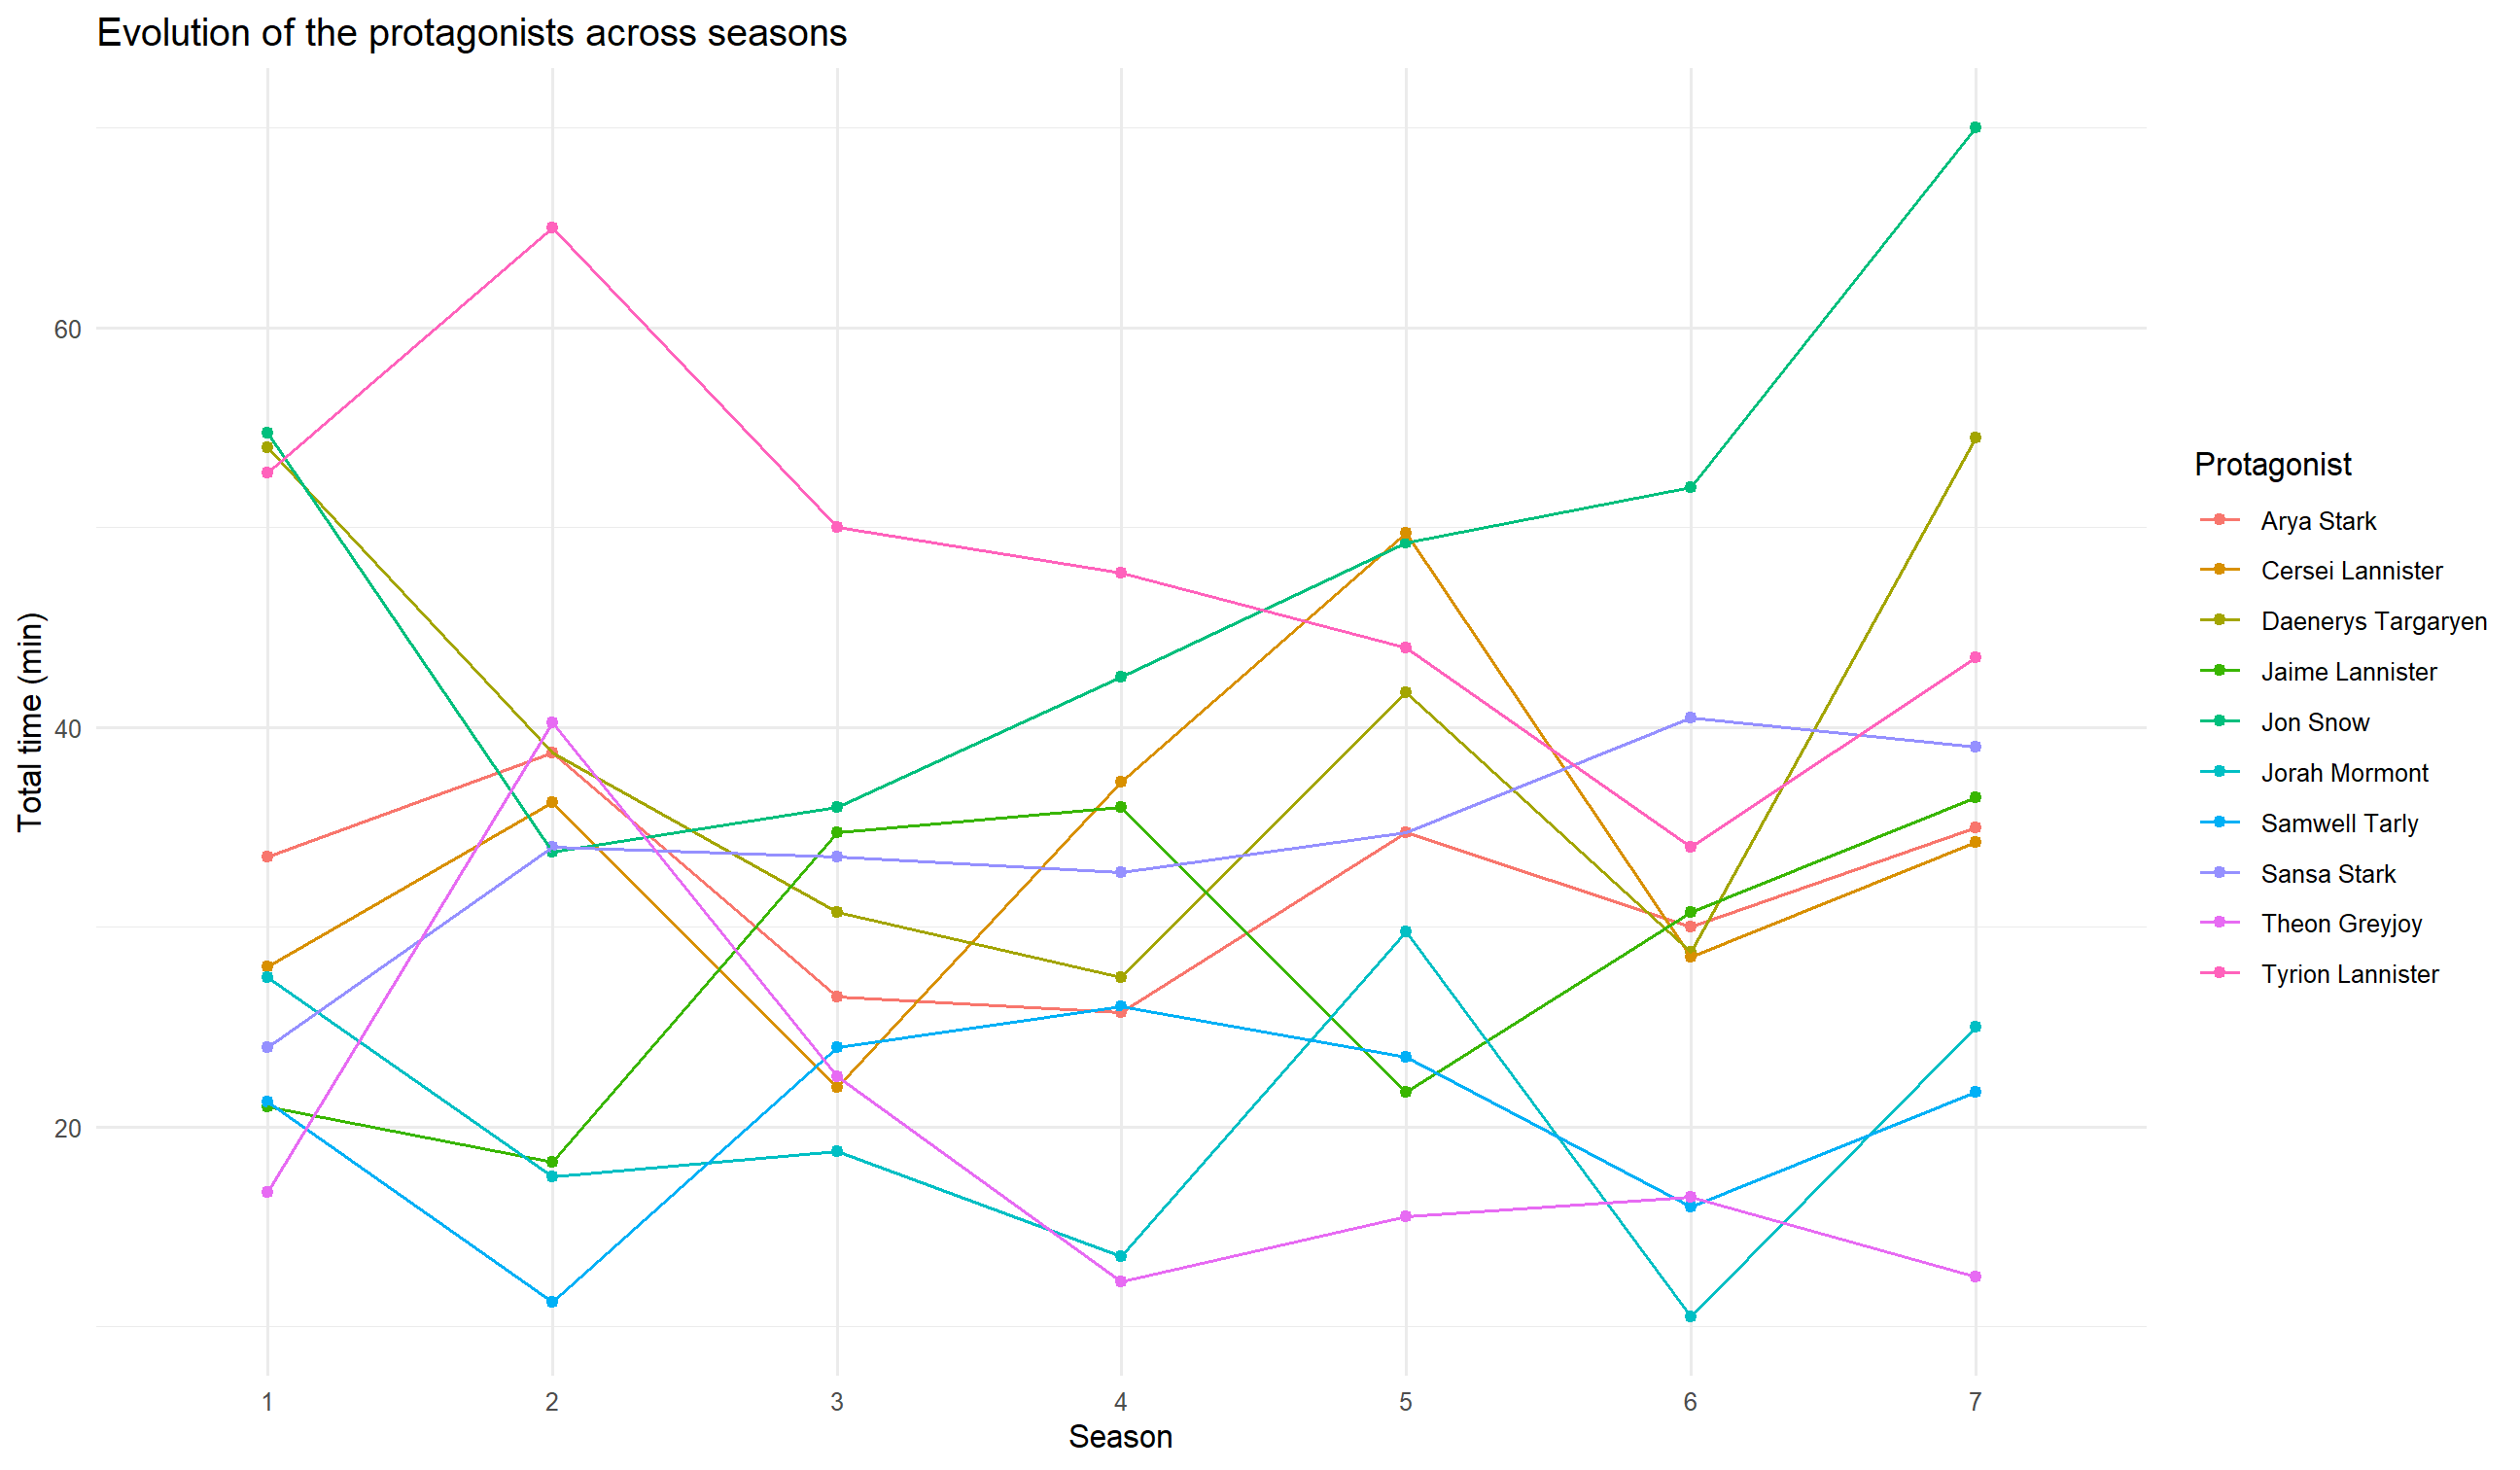 Evolution of the protagonists across seasons
Total time (min)
60
40
20
1 2 3 4 5 6 7
Season
Protagonist
Arya Stark
Cersei Lannister
Daenerys Targaryen
Jaime Lannister
Jon Snow
Jorah Mormont
Samwell Tarly
Sansa Stark
Theon Greyjoy
Tyrion Lannister